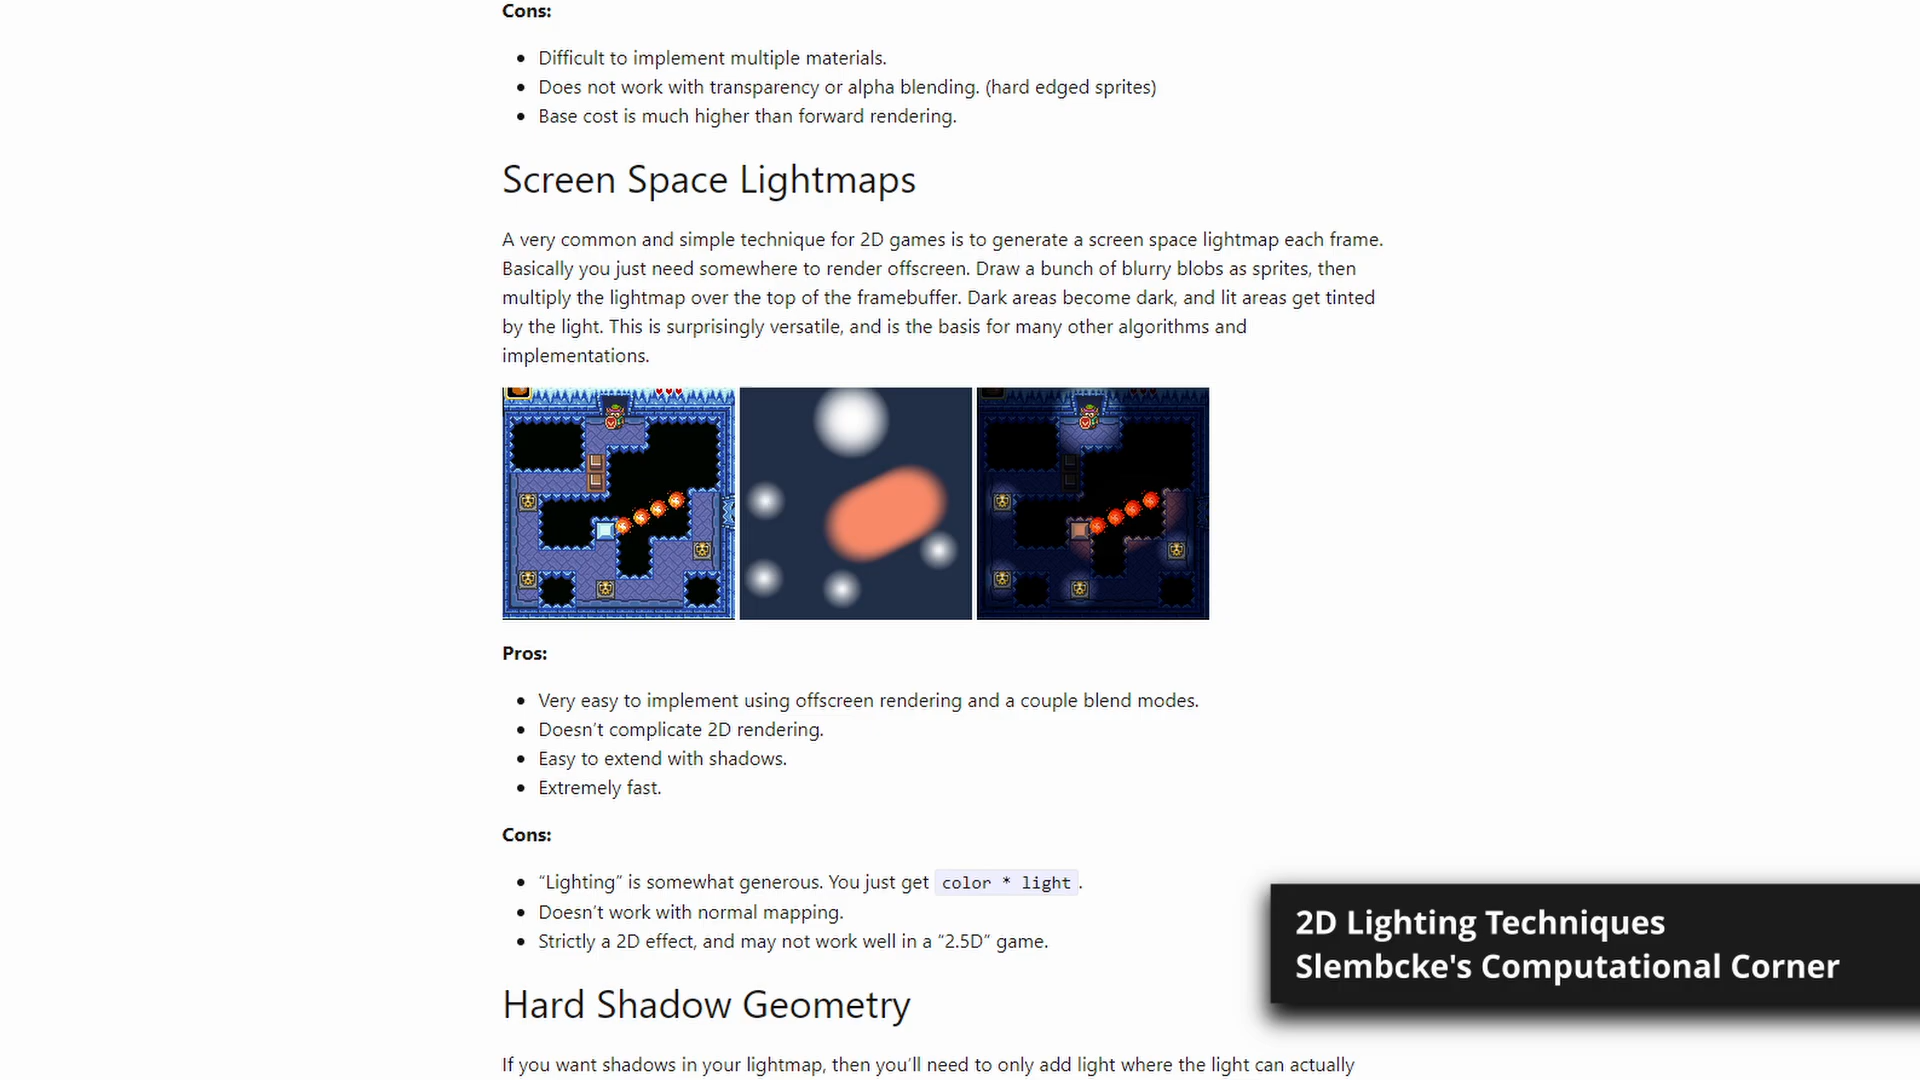 Cons:
Difficult to implement multiple materials.
Does not work with transparency or alpha blending. (hard edged sprites)
Base cost is much higher than forward rendering.
Screen Space Lightmaps
A very common and simple technique for 2D games is to generate a screen space lightmap each frame.
Basically you just need somewhere to render offscreen. Draw a bunch of blurry blobs as sprites, then
multiply the lightmap over the top of the framebuffer. Dark areas become dark, and lit areas get tinted
by the light. This is surprisingly versatile, and is the basis for many other algorithms and
implementations.
Pros:
Very easy to implement using offscreen rendering and a couple blend modes.
Doesn’t complicate 2D rendering.
Easy to extend with shadows.
Extremely fast.
Cons:
“Lighting” is somewhat generous. You just get color * light.
Doesn’t work with normal mapping.
Strictly a 2D effect, and may not work well in a “2.5D” game.
2D Lighting Techniques
Slembcke's Computational Corner
Hard Shadow Geometry
If you want shadows in your lightmap, then you’ll need to only add light where the light can actually